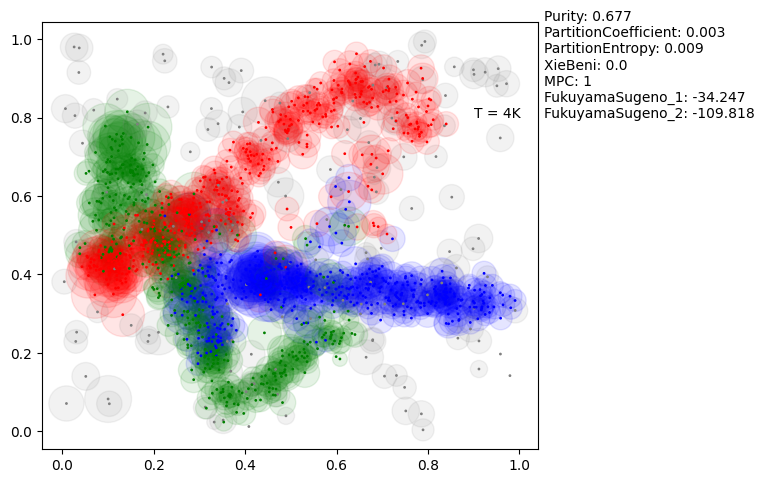 Purity: 0.677
PartitionCoefficient: 0.003
PartitionEntropy: 0.009
XieBeni: 0.0
MPC: 1
FukuyamaSugeno_1: -34.247
FukuyamaSugeno_2: -109.818
T = 4K
1.0
0.8
0.6
0.4
0.2
0.0
0.0 0.2 0.4 0.6 0.8 1.0